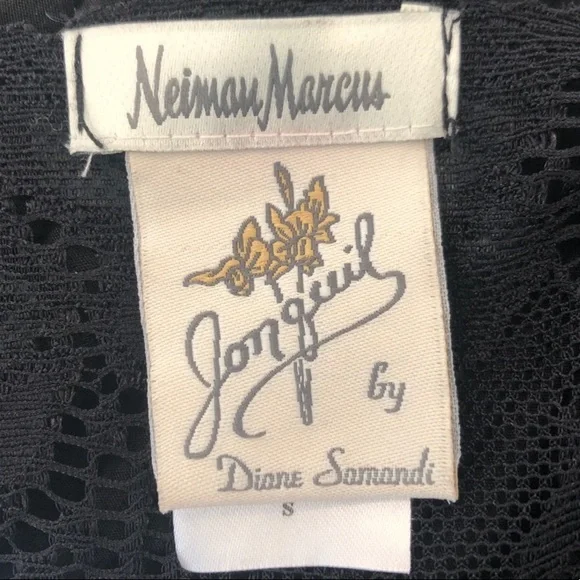 Neiman Marcus
Jonquil
by
Diane Samandi
S